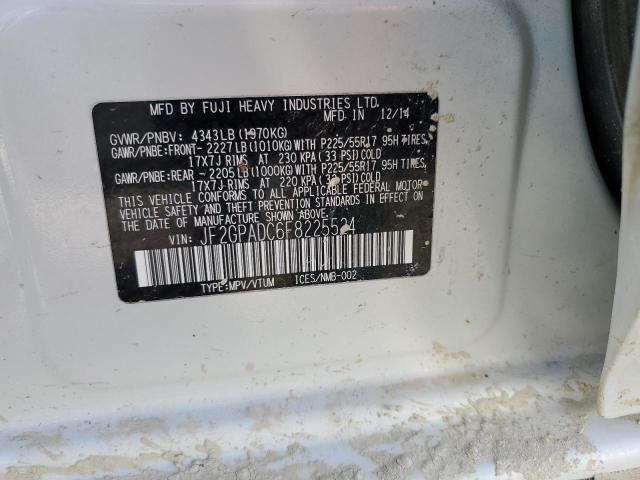 MFD BY FUJI HEAVY INDUSTRIES LTD.
MFD IN 12/14
GVWR/PNBV: 4343LB(1970KG)
GAWR/PNBE:FRONT- 2227LB(1010KG)WITH P225/55R17 95H TIRES,
17X7J RIMS AT 230 KPA( 33 PSI)COLD
GAWR/PNBE:REAR - 2205LB(1000KG)WITH P225/55R17 95H TIRES,
17X7J RIMS AT 220 KPA( PSI)COLD
THIS VEHICLE CONFORMS TO ALL APPLICABLE FEDERAL MOTOR
VEHICLE SAFETY AND BUMPER STANDARDS IN EFFECT ON THE
DATE OF MANUFACTURE SHOWN ABOVE.
VIN: JF2GPADC6F8225524
TYPE:MPV/VTUM ICES/NMB-002